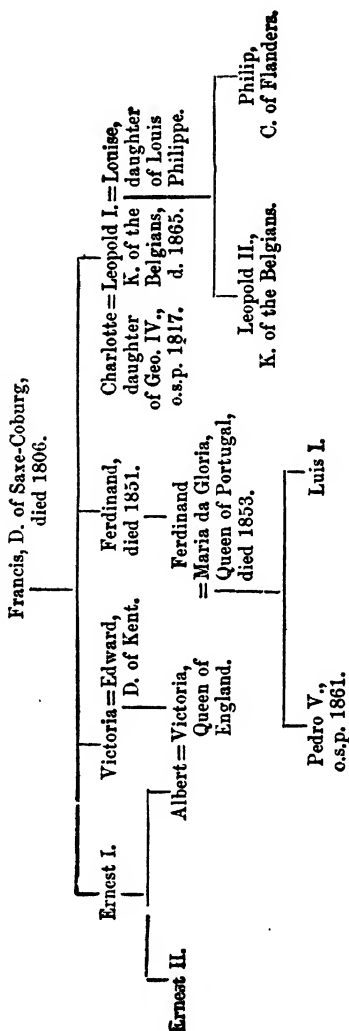 Francis, D. of Saxe-Coburg,
died 1806.
Ernest I.
Victoria = Edward,
D. of Kent.
Ferdinand,
died 1851.
Charlotte = Leopold I. = Louise,
daughter K. of the daughter
of Geo. IV., Belgians, of Louis
o.s.p. 1817. d. 1865. Philippe.
Ernest II.
Albert = Victoria,
Queen of
England.
Ferdinand
= Maria da Gloria,
Queen of Portugal,
died 1853.
Leopold II.,
K. of the Belgians.
Philip,
C. of Flanders.
Pedro V.,
o.s.p. 1861.
Luis I.